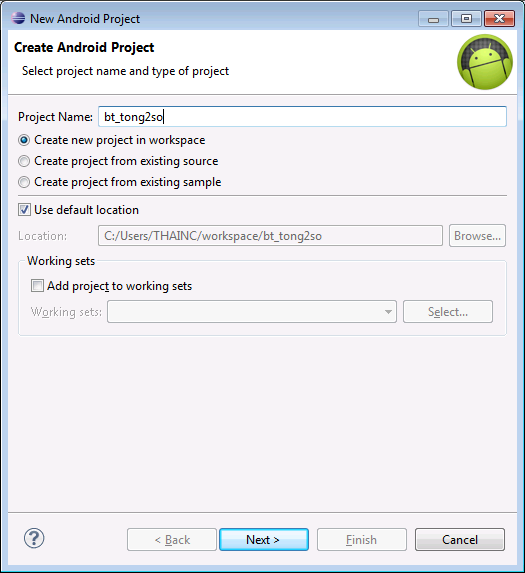 New Android Project
Create Android Project
Select project name and type of project
Project Name: bt_tong2so
Create new project in workspace
Create project from existing source
Create project from existing sample
Use default location
Location: C:/Users/THAINC/workspace/bt_tong2so Browse...
Working sets
Add project to working sets
Working sets: Select...
? < Back Next > Finish Cancel